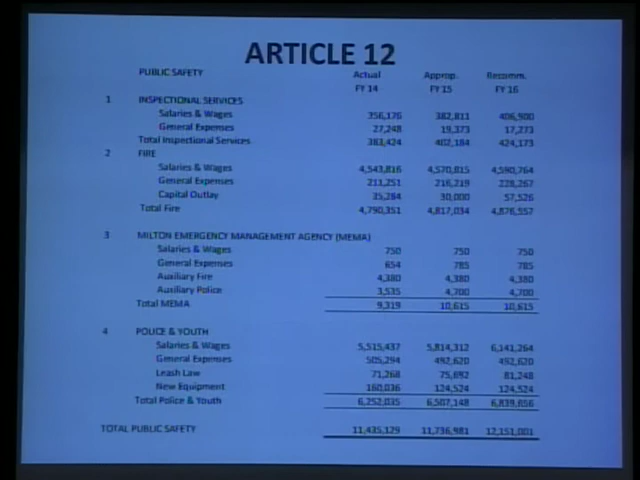 ARTICLE 12
PUBLIC SAFETY Actual Approp. Recomm.
FY 14 FY 15 FY 16
1 INSPECTIONAL SERVICES
Salaries & Wages 356,176 382,811 406,900
General Expenses 27,248 19,373 17,273
Total Inspectional Services 383,424 402,184 424,173
2 FIRE
Salaries & Wages 4,543,816 4,570,815 4,590,764
General Expenses 211,251 216,219 228,267
Capital Outlay 35,284 30,000 57,526
Total Fire 4,790,351 4,817,034 4,876,557
3 MILTON EMERGENCY MANAGEMENT AGENCY (MEMA)
Salaries & Wages 750 750 750
General Expenses 654 785 785
Auxiliary Fire 4,380 4,380 4,380
Auxiliary Police 3,535 4,700 4,700
Total MEMA 9,319 10,615 10,615
4 POLICE & YOUTH
Salaries & Wages 5,515,437 5,814,312 6,141,264
General Expenses 505,294 492,620 492,620
Leash Law 71,268 75,692 81,248
New Equipment 160,036 124,524 124,524
Total Police & Youth 6,252,035 6,507,148 6,839,656
TOTAL PUBLIC SAFETY 11,435,129 11,736,981 12,151,001